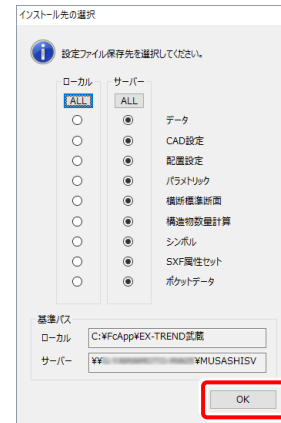 インストール先の選択
設定ファイル保存先を選択してください。
ローカル サーバー
ALL ALL
データ
CAD設定
配置設定
パラメトリック
横断標準断面
構造物数量計算
シンボル
SXF属性セット
ポケットデータ
基準パス
ローカル C:¥FcApp¥EX-TREND武蔵
サーバー ¥¥ ¥MUSASHISV
OK